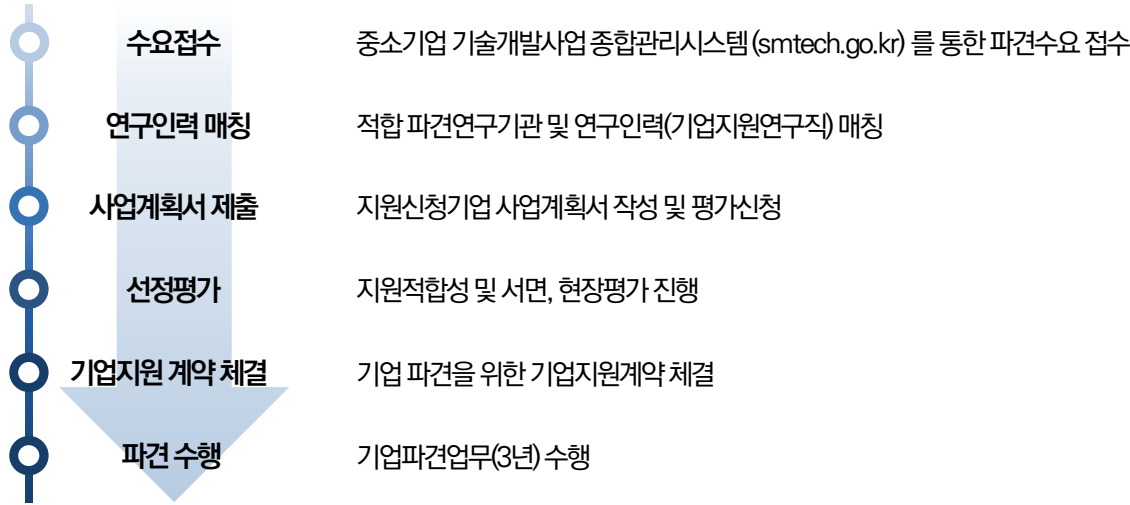 수요접수 중소기업 기술개발사업 종합관리시스템(smtech.go.kr) 를 통한 파견수요 접수
연구인력 매칭 적합 파견연구기관 및 연구인력(기업지원연구직) 매칭
사업계획서 제출 지원신청기업 사업계획서 작성 및 평가신청
선정평가 지원적합성 및 서면, 현장평가 진행
기업지원 계약 체결 기업 파견을 위한 기업지원계약 체결
파견 수행 기업파견업무(3년) 수행